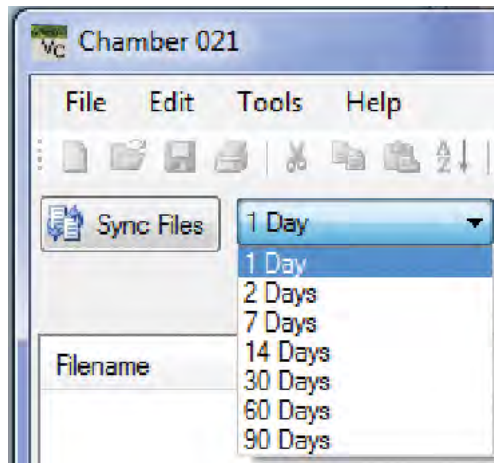 VC Chamber 021
File Edit Tools Help
A Z
Sync Files 1 Day
1 Day
2 Days
7 Days
14 Days
30 Days
60 Days
90 Days
Filename